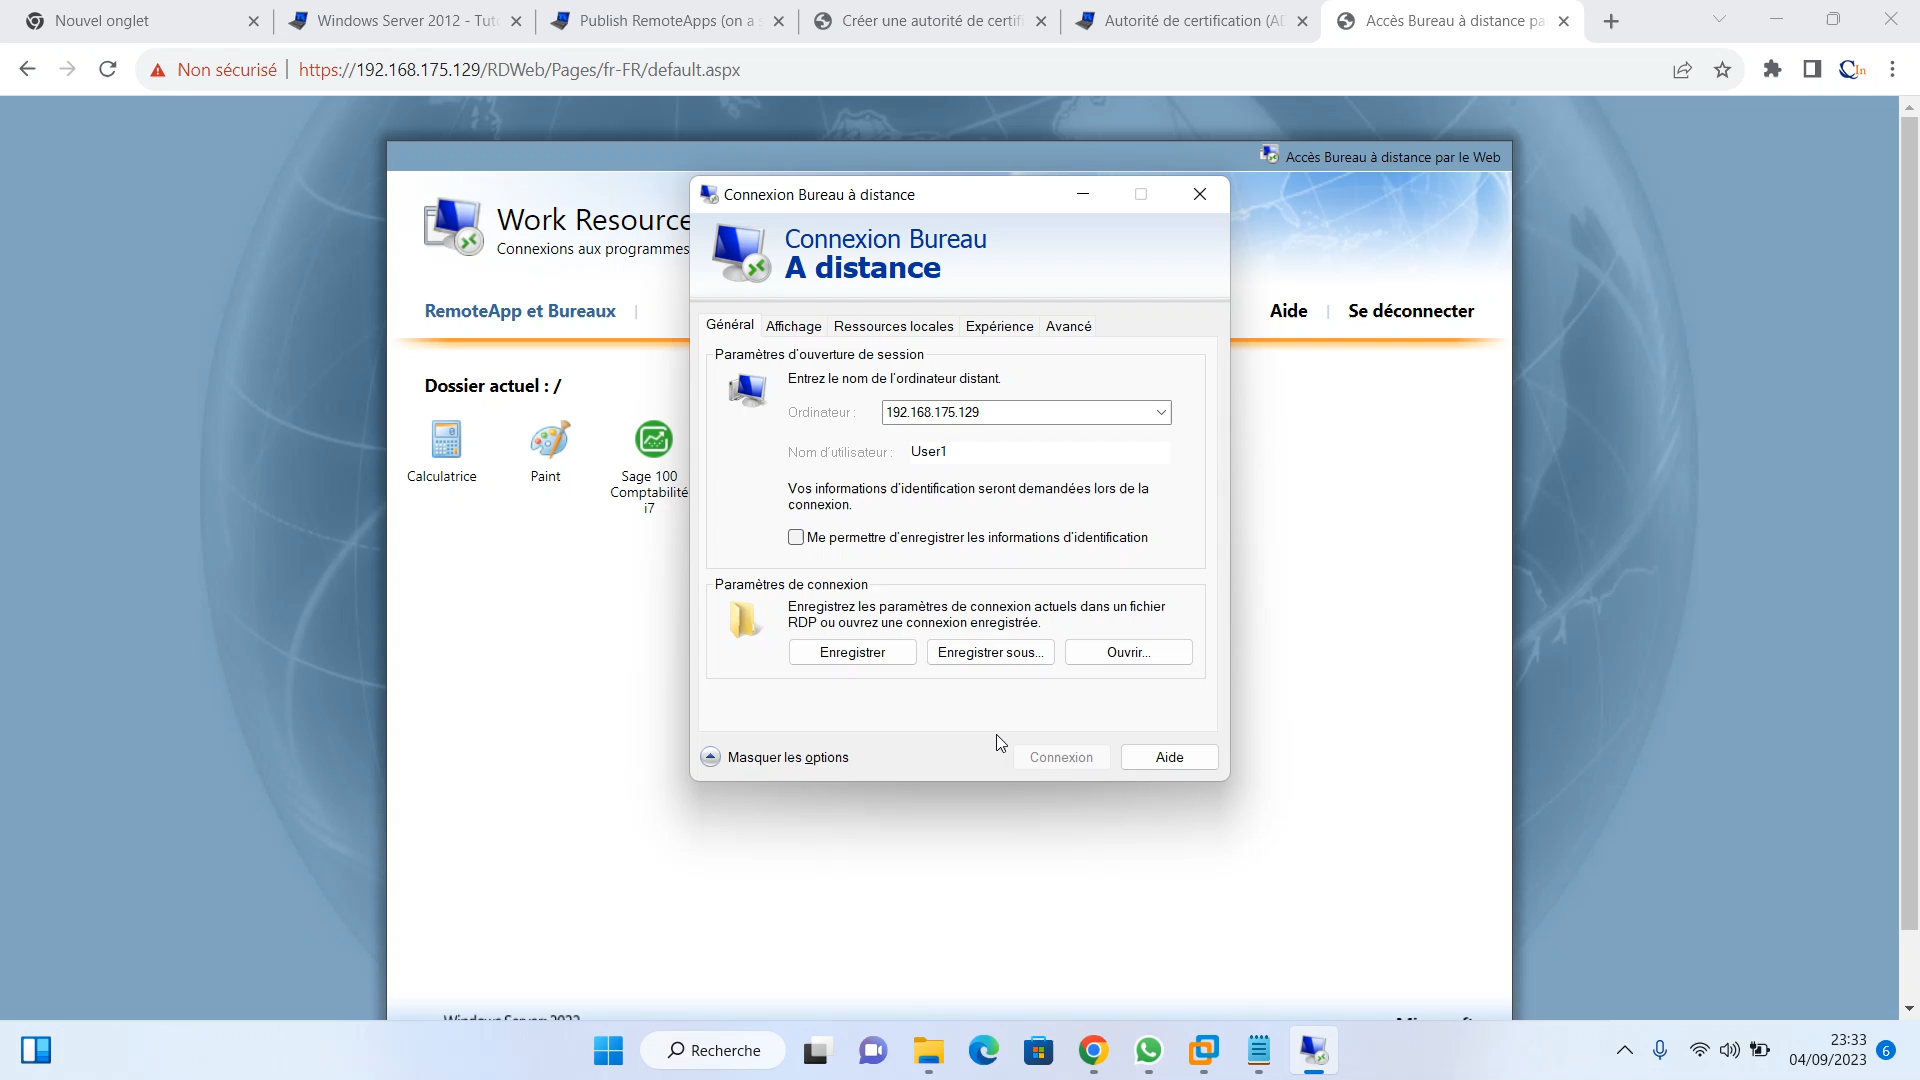 Nouvel onglet
Windows Server 2012 - Tut
Publish RemoteApps (on a s
Créer une autorité de certifi
Autorité de certification (AD
Accès Bureau à distance pa
Non sécurisé | https://192.168.175.129/RDWeb/Pages/fr-FR/default.aspx
In
Accès Bureau à distance par le Web
Work Resource
Connexions aux programmes
RemoteApp et Bureaux
Aide
Se déconnecter
Dossier actuel : /
Calculatrice
Paint
Sage 100
Comptabilité
i7
Connexion Bureau à distance
Connexion Bureau
A distance
Général
Affichage
Ressources locales
Expérience
Avancé
Paramètres d'ouverture de session
Entrez le nom de l'ordinateur distant.
Ordinateur :
192.168.175.129
Nom d'utilisateur :
User1
Vos informations d'identification seront demandées lors de la
connexion.
Me permettre d'enregistrer les informations d'identification
Paramètres de connexion
Enregistrez les paramètres de connexion actuels dans un fichier
RDP ou ouvrez une connexion enregistrée.
Enregistrer
Enregistrer sous...
Ouvrir...
Masquer les options
Connexion
Aide
Windows Server 2022
Microsoft
Recherche
23:33
04/09/2023
6